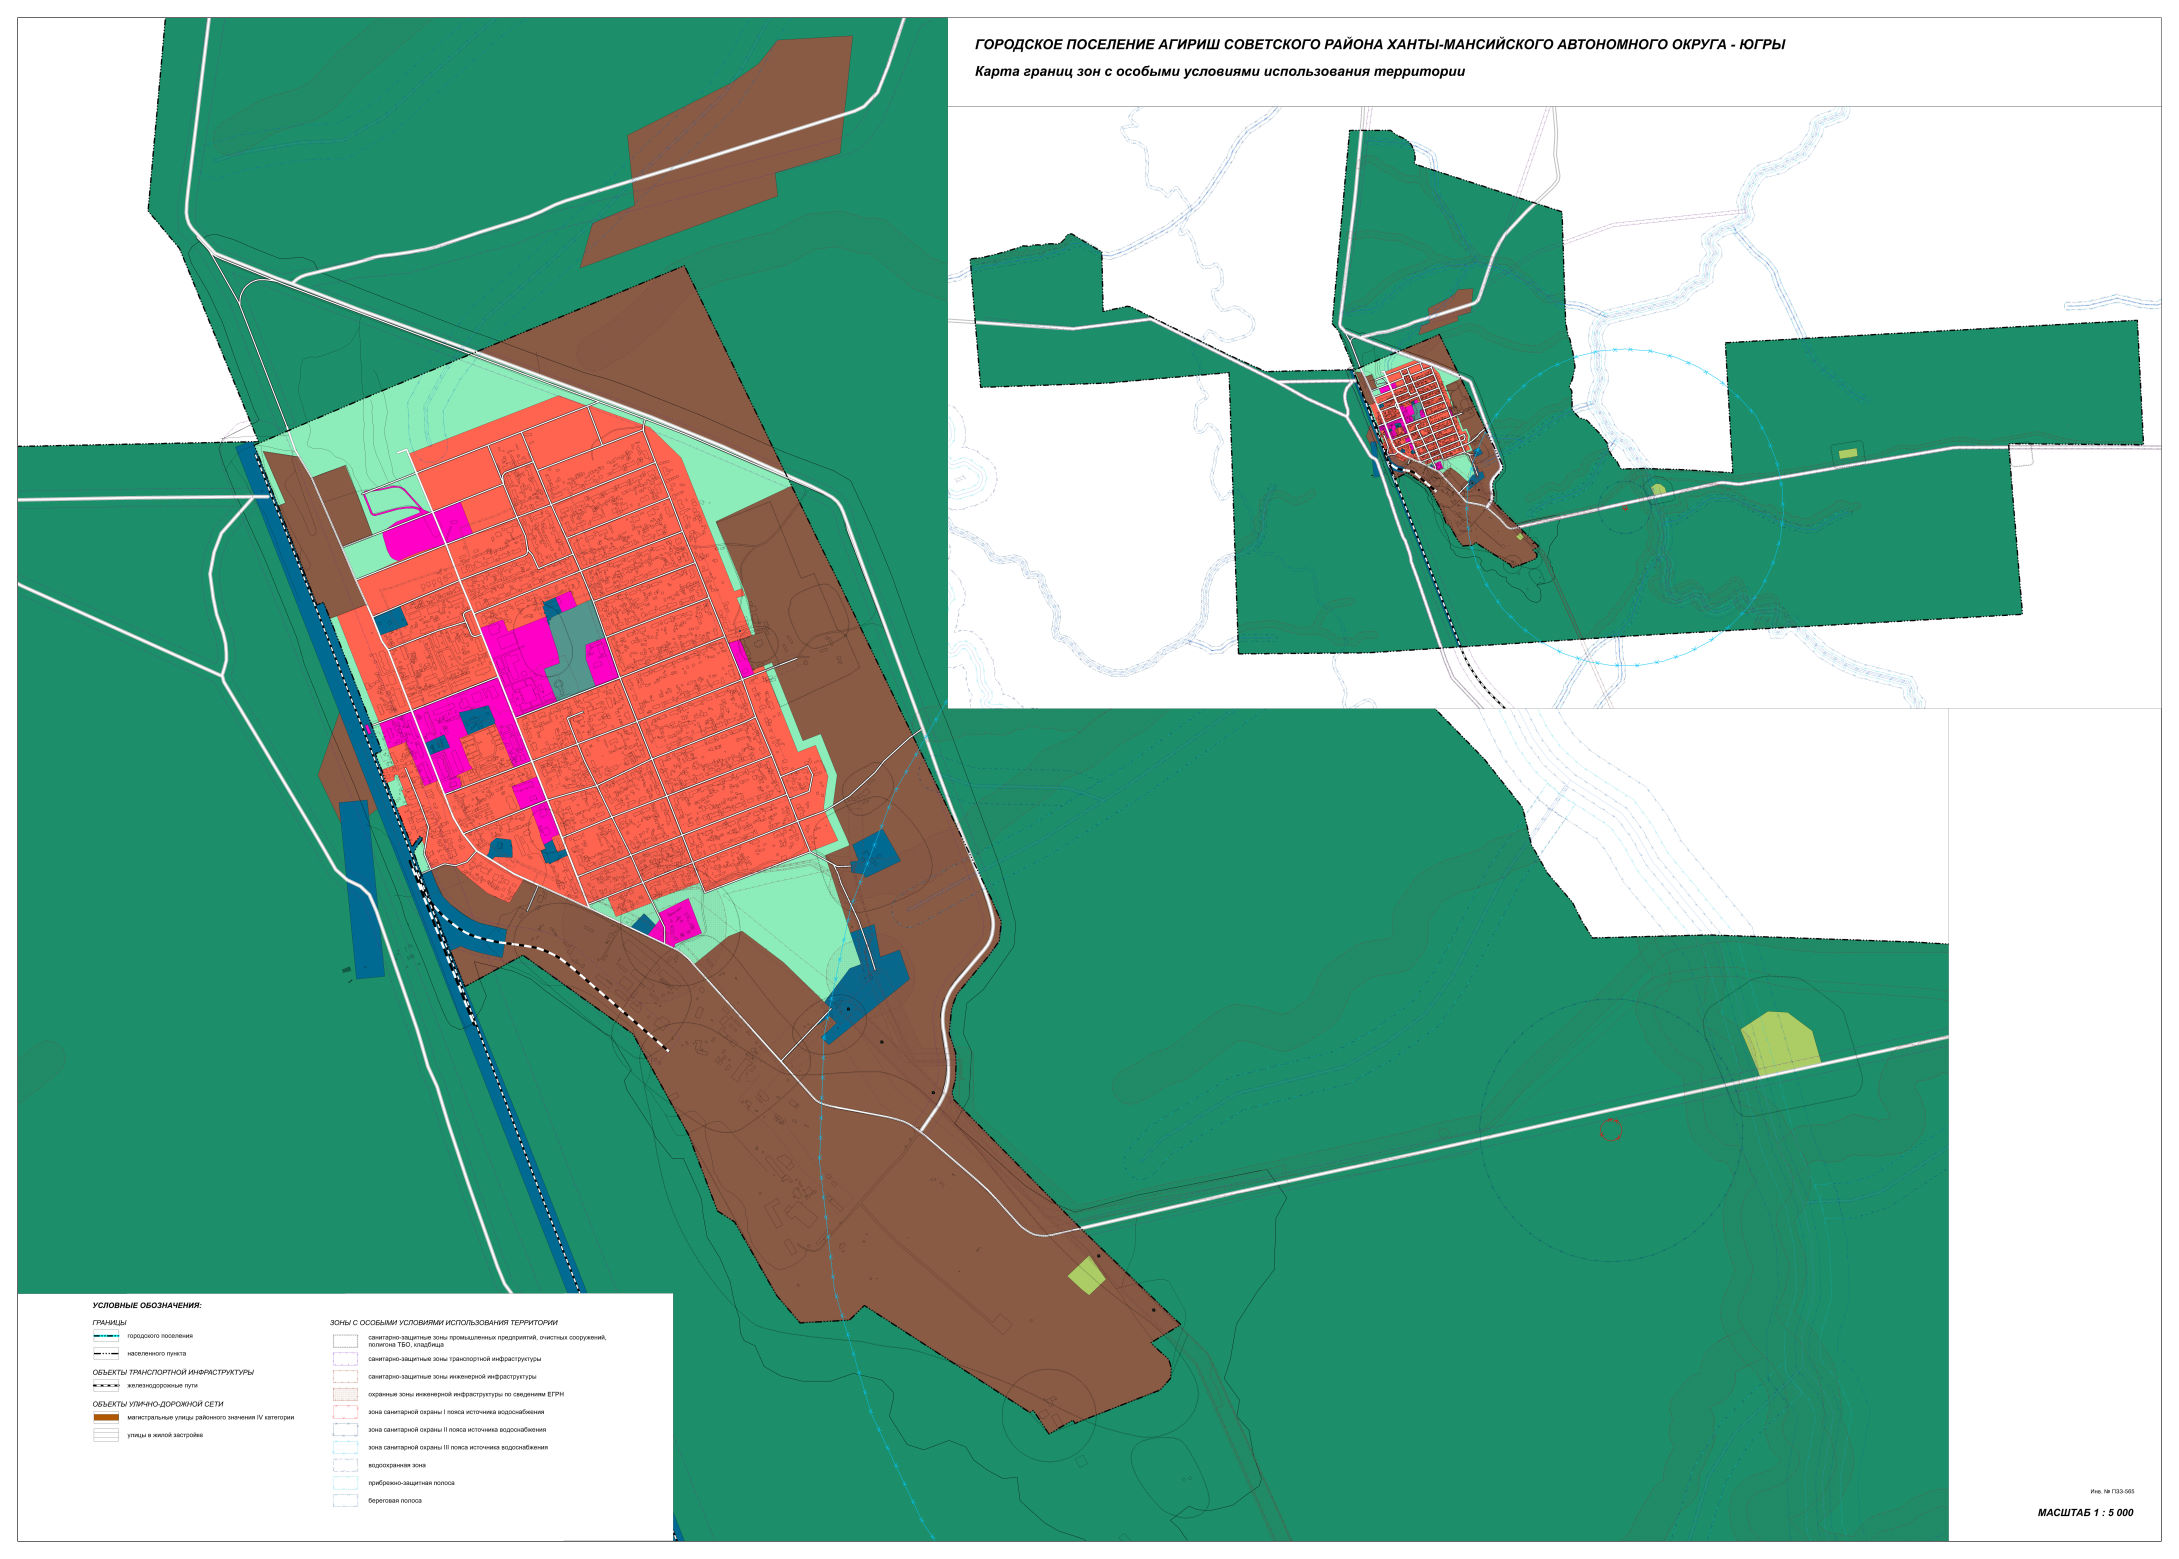 ГОРОДСКОЕ ПОСЕЛЕНИЕ АГИРИШ СОВЕТСКОГО РАЙОНА ХАНТЫ-МАНСИЙСКОГО АВТОНОМНОГО ОКРУГА - ЮГРЫ
Карта границ зон с особыми условиями использования территории
УСЛОВНЫЕ ОБОЗНАЧЕНИЯ:
ГРАНИЦЫ
городского поселения
населенного пункта
ОБЪЕКТЫ ТРАНСПОРТНОЙ ИНФРАСТРУКТУРЫ
железнодорожные пути
ОБЪЕКТЫ УЛИЧНО-ДОРОЖНОЙ СЕТИ
магистральные улицы районного значения IV категории
улицы в жилой застройке
ЗОНЫ С ОСОБЫМИ УСЛОВИЯМИ ИСПОЛЬЗОВАНИЯ ТЕРРИТОРИИ
санитарно-защитные зоны промышленных предприятий, очистных сооружений,
полигона ТБО, кладбища
санитарно-защитные зоны транспортной инфраструктуры
санитарно-защитные зоны инженерной инфраструктуры
охранные зоны инженерной инфраструктуры по сведениям ЕГРН
зона санитарной охраны I пояса источника водоснабжения
зона санитарной охраны II пояса источника водоснабжения
зона санитарной охраны III пояса источника водоснабжения
водоохранная зона
прибрежно-защитная полоса
береговая полоса
Инв. № ПЗЗ-565
МАСШТАБ 1 : 5 000